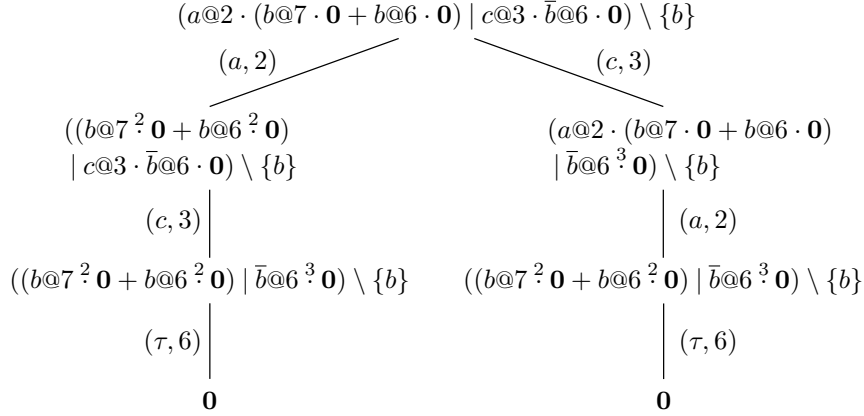 (a@2 · (b@7 · 𝟎 + b@6 · 𝟎) | c@3 · b̅@6 · 𝟎) \ {b}
(a, 2) (c, 3)
((b@7 ²· 𝟎 + b@6 ²· 𝟎) (a@2 · (b@7 · 𝟎 + b@6 · 𝟎)
| c@3 · b̅@6 · 𝟎) \ {b} | b̅@6 ³· 𝟎) \ {b}
(c, 3) (a, 2)
((b@7 ²· 𝟎 + b@6 ²· 𝟎) | b̅@6 ³· 𝟎) \ {b} ((b@7 ²· 𝟎 + b@6 ²· 𝟎) | b̅@6 ³· 𝟎) \ {b}
(τ, 6) (τ, 6)
𝟎 𝟎